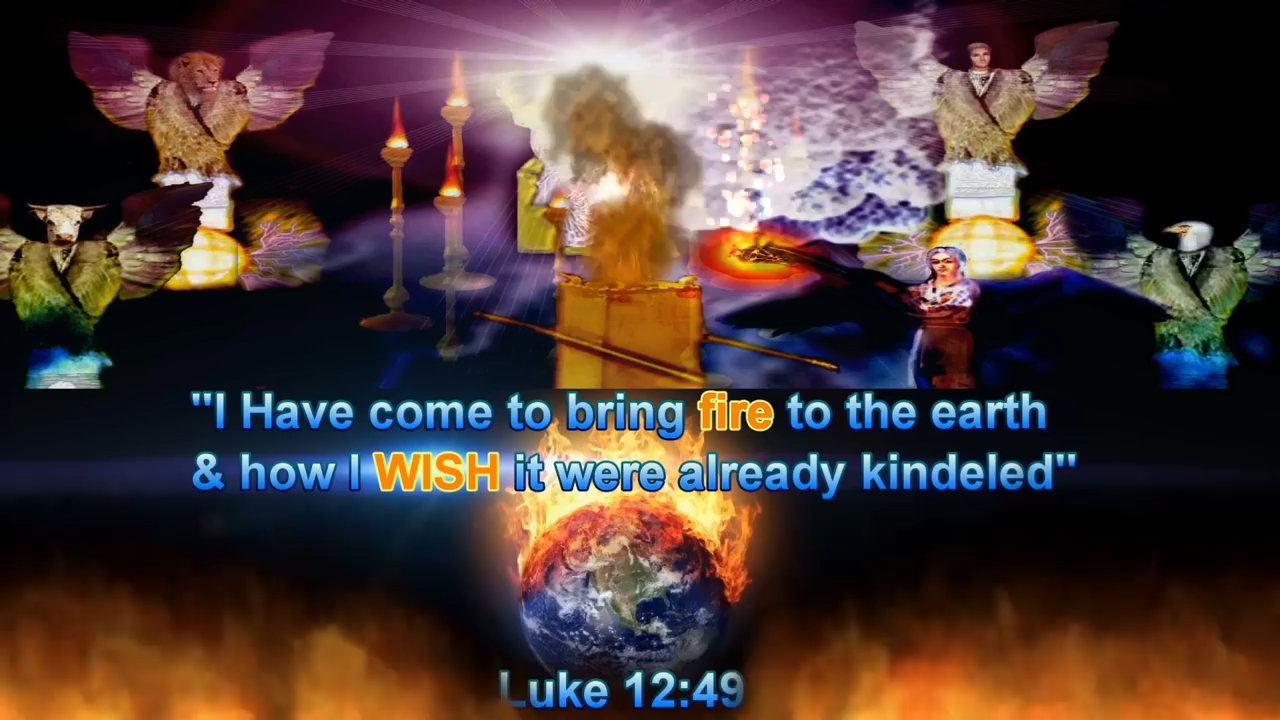 "I Have come to bring fire to the earth
& how I WISH it were already kindeled"
Luke 12:49